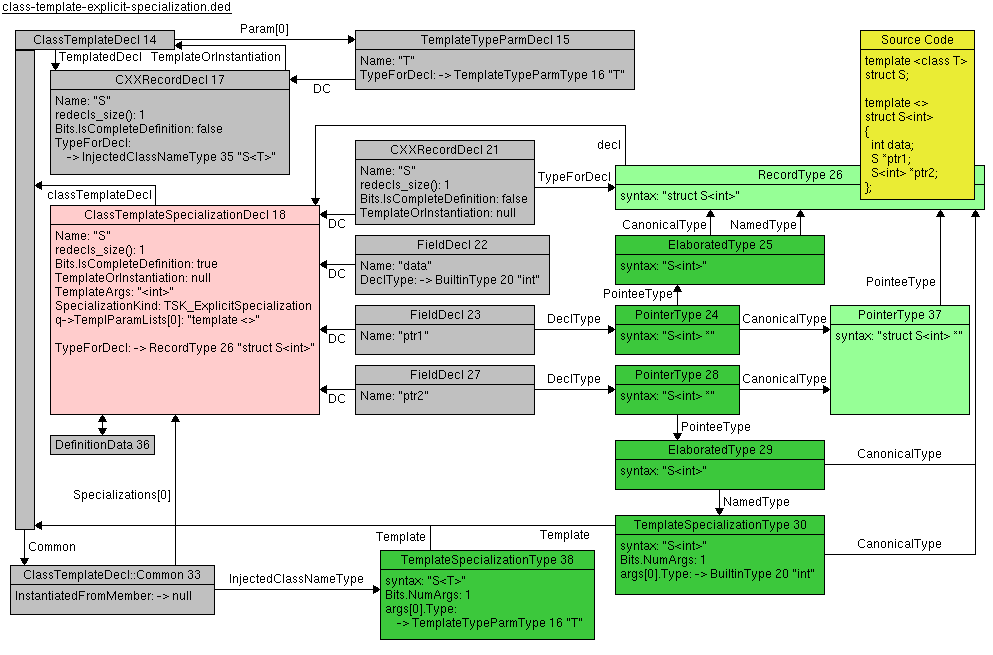 class-template-explicit-specialization.ded
ClassTemplateDecl 14
Param[0]
TemplateTypeParmDecl 15
Name: "T"
TypeForDecl: -> TemplateTypeParmType 16 "T"
Source Code
template <class T>
struct S;
template <>
struct S<int>
{
int data;
S *ptr1;
S<int> *ptr2;
};
TemplatedDecl
TemplateOrInstantiation
DC
CXXRecordDecl 17
Name: "S"
redecls_size(): 1
Bits.IsCompleteDefinition: false
TypeForDecl:
-> InjectedClassNameType 35 "S<T>"
CXXRecordDecl 21
Name: "S"
redecls_size(): 1
Bits.IsCompleteDefinition: false
TemplateOrInstantiation: null
decl
TypeForDecl
RecordType 26
syntax: "struct S<int>"
classTemplateDecl
ClassTemplateSpecializationDecl 18
Name: "S"
redecls_size(): 1
Bits.IsCompleteDefinition: true
TemplateOrInstantiation: null
TemplateArgs: "<int>"
SpecializationKind: TSK_ExplicitSpecialization
q->TemplParamLists[0]: "template <>"
TypeForDecl: -> RecordType 26 "struct S<int>"
DC
FieldDecl 22
Name: "data"
DeclType: -> BuiltinType 20 "int"
DC
CanonicalType
NamedType
ElaboratedType 25
syntax: "S<int>"
PointeeType
PointeeType
FieldDecl 23
Name: "ptr1"
DC
DeclType
PointerType 24
syntax: "S<int> *"
CanonicalType
PointerType 37
syntax: "struct S<int> *"
FieldDecl 27
Name: "ptr2"
DC
DeclType
PointerType 28
syntax: "S<int> *"
CanonicalType
PointeeType
DefinitionData 36
ElaboratedType 29
syntax: "S<int>"
CanonicalType
NamedType
Specializations[0]
TemplateSpecializationType 30
syntax: "S<int>"
Bits.NumArgs: 1
args[0].Type: -> BuiltinType 20 "int"
CanonicalType
Template
Template
Common
ClassTemplateDecl::Common 33
InstantiatedFromMember: -> null
InjectedClassNameType
TemplateSpecializationType 38
syntax: "S<T>"
Bits.NumArgs: 1
args[0].Type:
-> TemplateTypeParmType 16 "T"